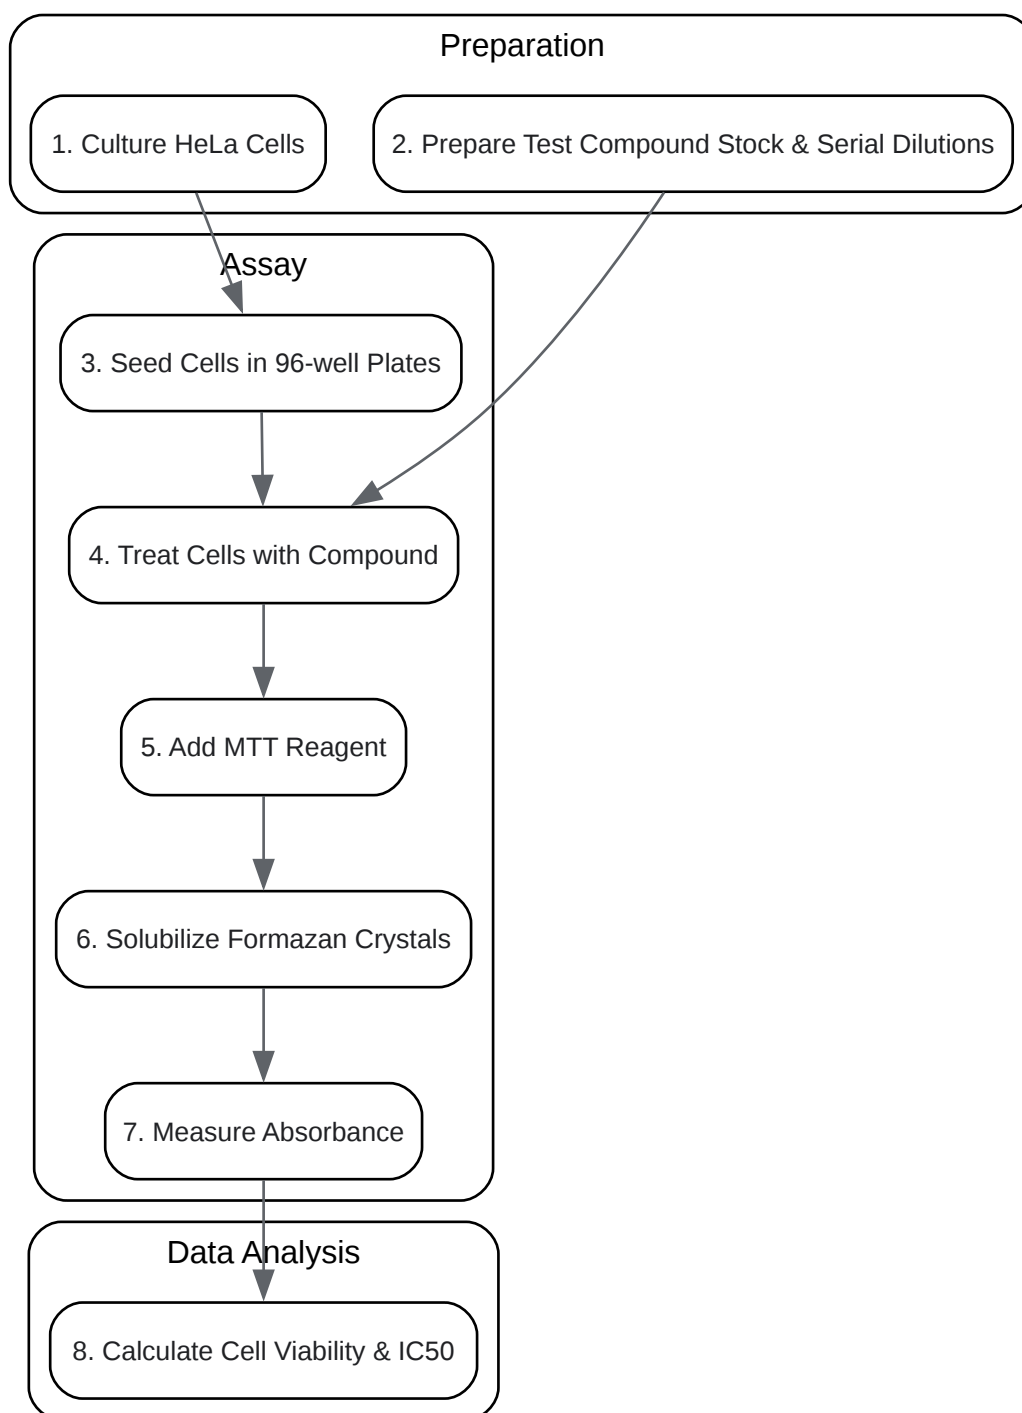 Preparation
1. Culture HeLa Cells
2. Prepare Test Compound Stock & Serial Dilutions
Assay
3. Seed Cells in 96-well Plates
4. Treat Cells with Compound
5. Add MTT Reagent
6. Solubilize Formazan Crystals
7. Measure Absorbance
Data Analysis
8. Calculate Cell Viability & IC50